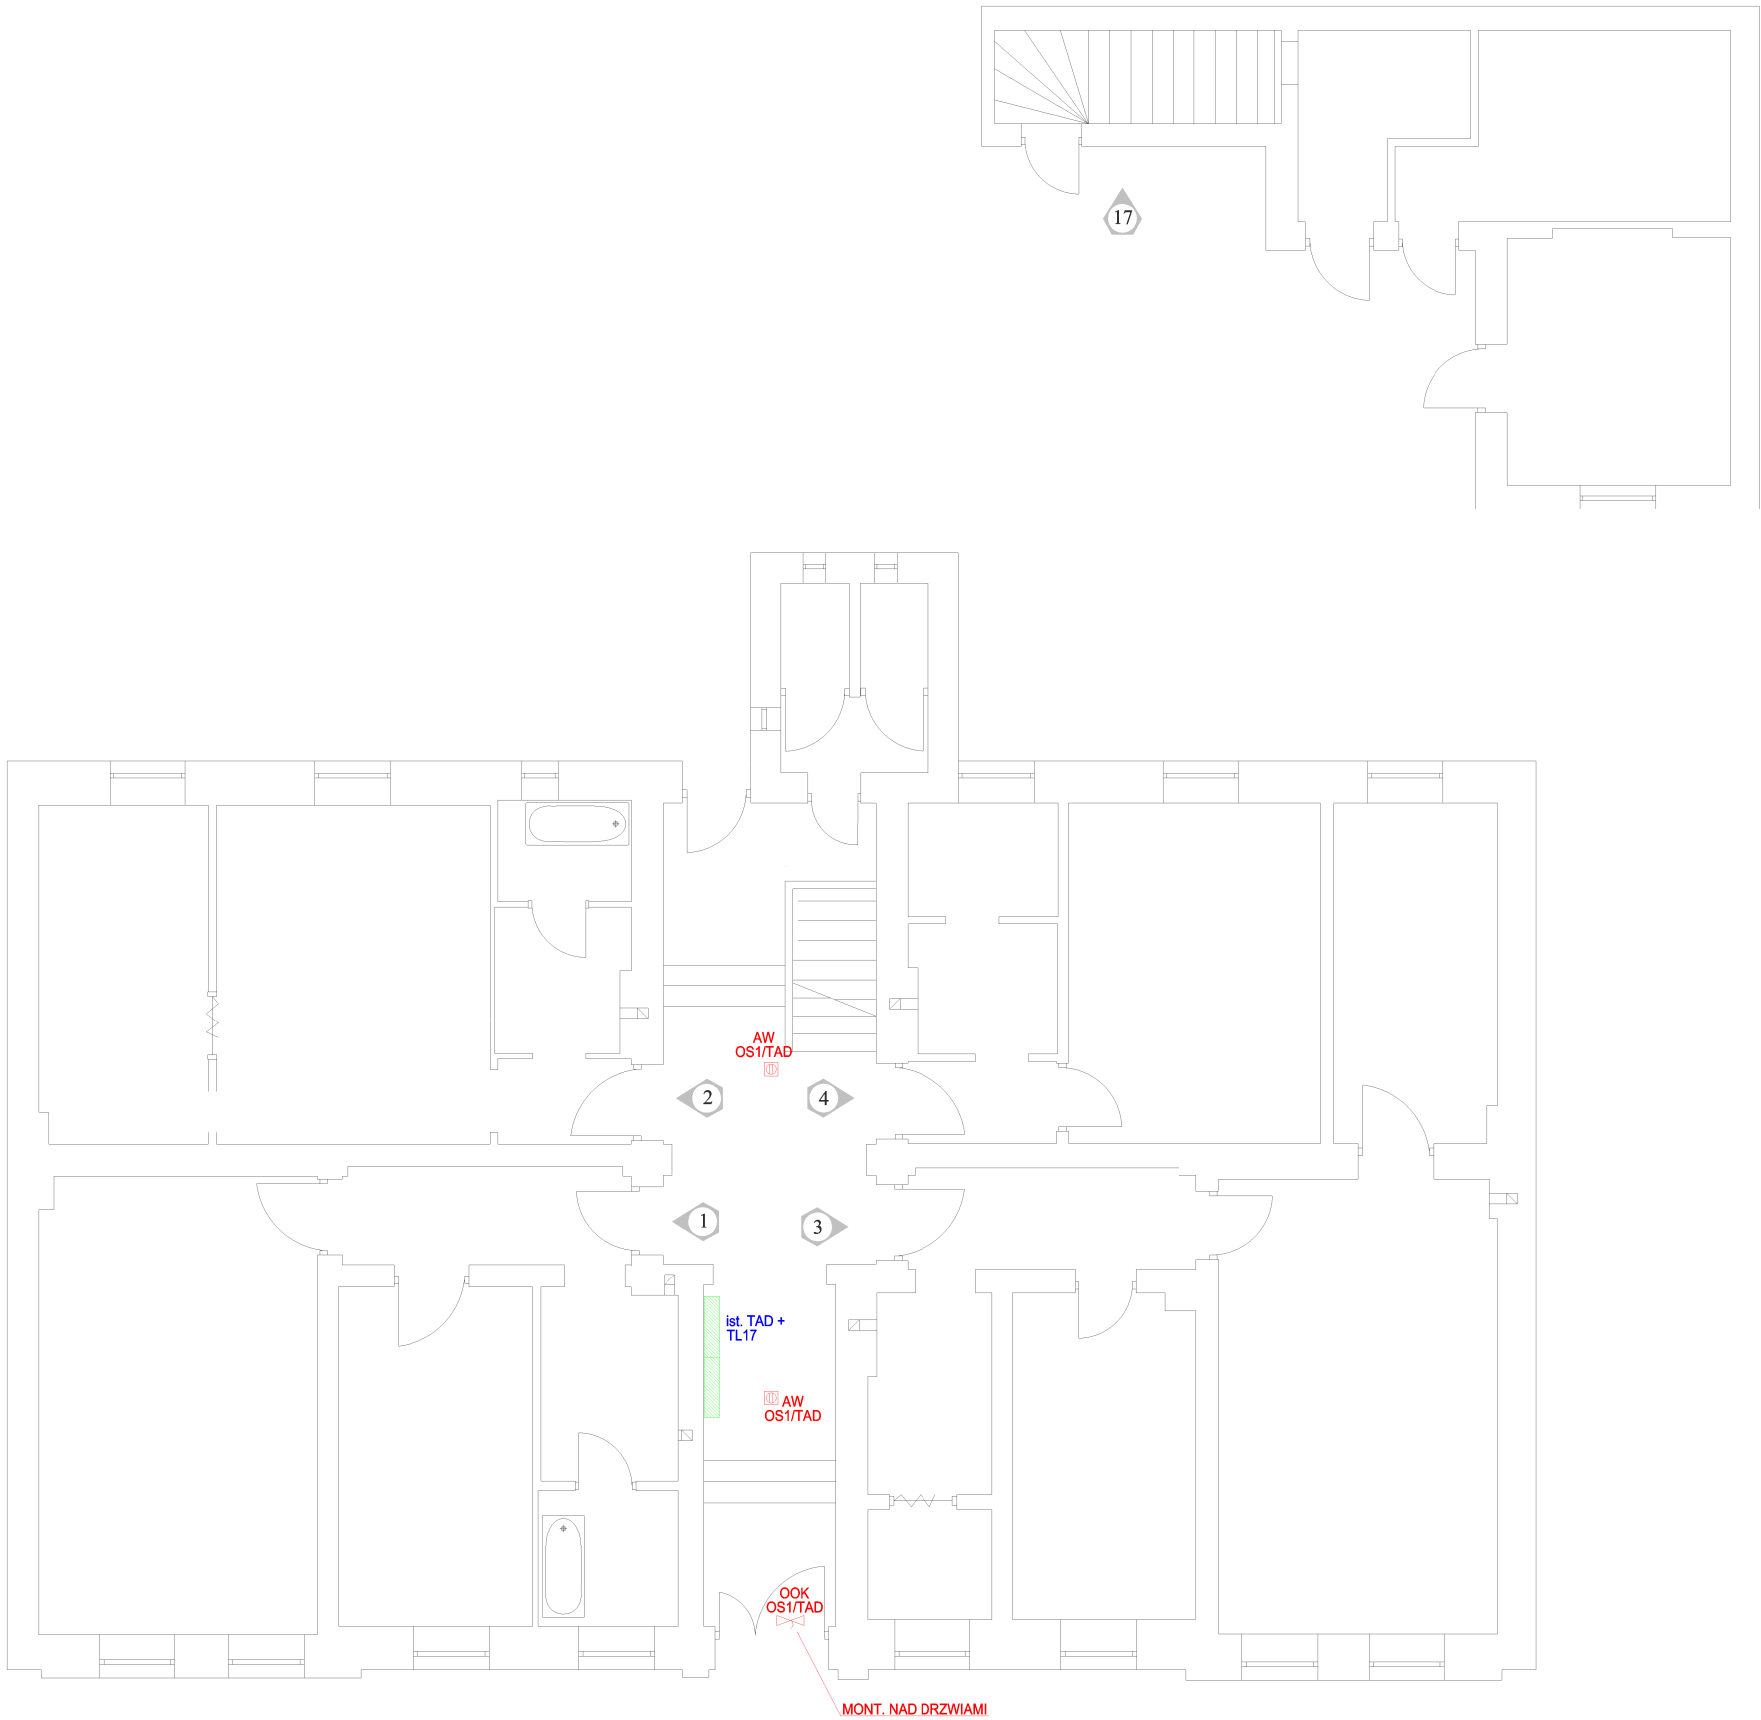 17
AW
OS1/TAD
2
4
1
3
ist. TAD +
TL17
AW
OS1/TAD
OOK
OS1/TAD
MONT. NAD DRZWIAMI